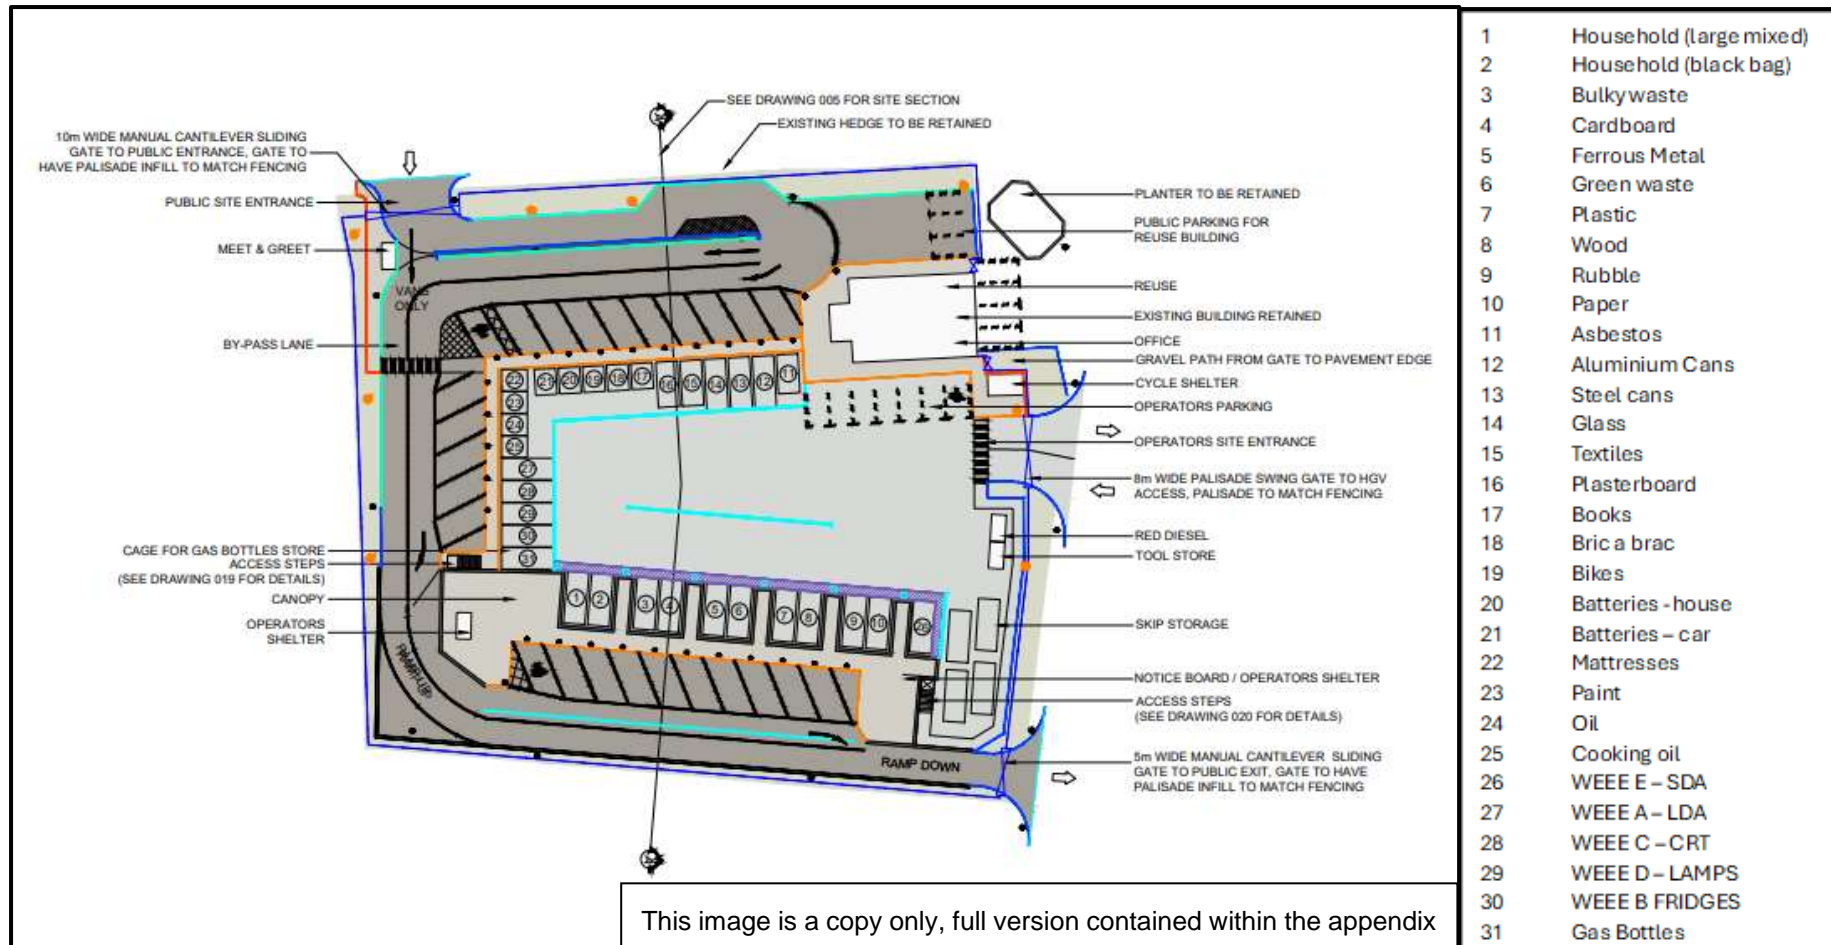 SEE DRAWING 005 FOR SITE SECTION
EXISTING HEDGE TO BE RETAINED
10m WIDE MANUAL CANTILEVER SLIDING
GATE TO PUBLIC ENTRANCE, GATE TO
HAVE PALISADE INFILL TO MATCH FENCING
PUBLIC SITE ENTRANCE
MEET & GREET
VANS
ONLY
BY-PASS LANE
CAGE FOR GAS BOTTLES STORE
ACCESS STEPS
(SEE DRAWING 019 FOR DETAILS)
CANOPY
OPERATORS
SHELTER
PLANTER TO BE RETAINED
PUBLIC PARKING FOR
REUSE BUILDING
REUSE
EXISTING BUILDING RETAINED
OFFICE
GRAVEL PATH FROM GATE TO PAVEMENT EDGE
CYCLE SHELTER
OPERATORS PARKING
OPERATORS SITE ENTRANCE
8m WIDE PALISADE SWING GATE TO HGV
ACCESS, PALISADE TO MATCH FENCING
RED DIESEL
TOOL STORE
SKIP STORAGE
NOTICE BOARD / OPERATORS SHELTER
ACCESS STEPS
(SEE DRAWING 020 FOR DETAILS)
5m WIDE MANUAL CANTILEVER SLIDING
GATE TO PUBLIC EXIT, GATE TO HAVE
PALISADE INFILL TO MATCH FENCING
RAMP DOWN
22 21 20 19 18 17 16 15 14 13 12 11
23
24
25
27
28
29
30
31
1 2 3 4 5 6 7 8 9 10 26
This image is a copy only, full version contained within the appendix
1 Household (large mixed)
2 Household (black bag)
3 Bulky waste
4 Cardboard
5 Ferrous Metal
6 Green waste
7 Plastic
8 Wood
9 Rubble
10 Paper
11 Asbestos
12 Aluminium Cans
13 Steel cans
14 Glass
15 Textiles
16 Plasterboard
17 Books
18 Bric a brac
19 Bikes
20 Batteries - house
21 Batteries – car
22 Mattresses
23 Paint
24 Oil
25 Cooking oil
26 WEEE E – SDA
27 WEEE A – LDA
28 WEEE C – CRT
29 WEEE D – LAMPS
30 WEEE B FRIDGES
31 Gas Bottles